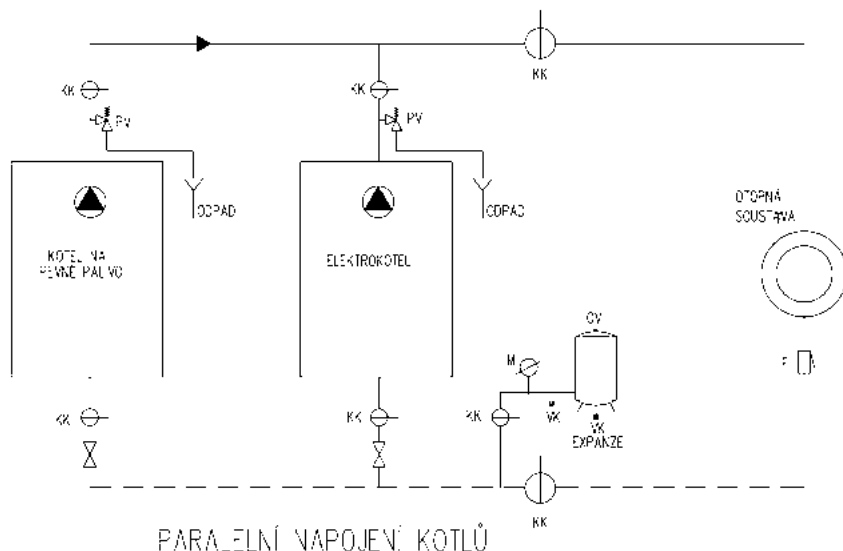 KK
KK
KK
PV
PV
ODPAD
ODPAD
OTOPNÁ
SOUSTAVA
KOTEL NA
PEVNÉ PALIVO
ELEKTROKOTEL
OV
M
F
KK
KK
KK
VK
VK
EXPANZE
KK
PARALELNÍ NAPOJENÍ KOTLŮ